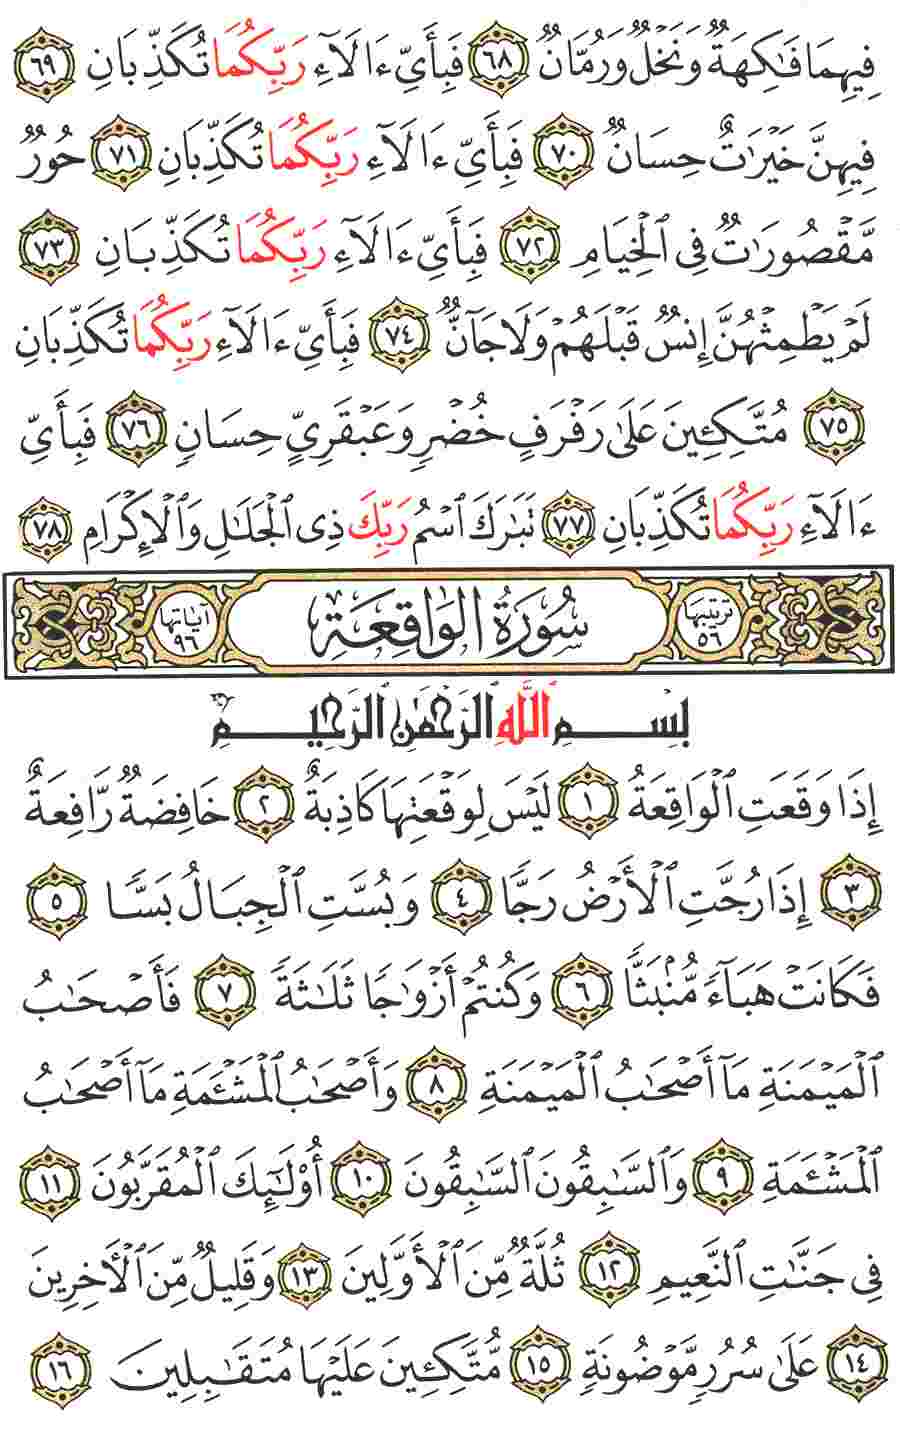 فِيهِمَا فَٰكِهَةٌ وَنَخْلٌ وَرُمَّانٌ ٦٨ فَبِأَيِّ ءَالَآءِ رَبِّكُمَا تُكَذِّبَانِ ٦٩
فِيهِنَّ خَيْرَٰتٌ حِسَانٌ ٧٠ فَبِأَيِّ ءَالَآءِ رَبِّكُمَا تُكَذِّبَانِ ٧١ حُورٌ
مَّقْصُورَٰتٌ فِى ٱلْخِيَامِ ٧٢ فَبِأَيِّ ءَالَآءِ رَبِّكُمَا تُكَذِّبَانِ ٧٣
لَمْ يَطْمِثْهُنَّ إِنسٌ قَبْلَهُمْ وَلَا جَآنٌّ ٧٤ فَبِأَيِّ ءَالَآءِ رَبِّكُمَا تُكَذِّبَانِ
٧٥ مُتَّكِـِٔينَ عَلَىٰ رَفْرَفٍ خُضْرٍ وَعَبْقَرِىٍّ حِسَانٍ ٧٦ فَبِأَيِّ
ءَالَآءِ رَبِّكُمَا تُكَذِّبَانِ ٧٧ تَبَٰرَكَ ٱسْمُ رَبِّكَ ذِى ٱلْجَلَٰلِ وَٱلْإِكْرَامِ ٧٨
ترتيبها ٥٦ سُورَةُ الوَاقِعَةِ آياتها ٩٦
بِسْمِ ٱللَّهِ ٱلرَّحْمَٰنِ ٱلرَّحِيمِ
إِذَا وَقَعَتِ ٱلْوَاقِعَةُ ١ لَيْسَ لِوَقْعَتِهَا كَاذِبَةٌ ٢ خَافِضَةٌ رَّافِعَةٌ
٣ إِذَا رُجَّتِ ٱلْأَرْضُ رَجًّا ٤ وَبُسَّتِ ٱلْجِبَالُ بَسًّا ٥
فَكَانَتْ هَبَآءً مُّنۢبَثًّا ٦ وَكُنتُمْ أَزْوَٰجًا ثَلَٰثَةً ٧ فَأَصْحَٰبُ
ٱلْمَيْمَنَةِ مَآ أَصْحَٰبُ ٱلْمَيْمَنَةِ ٨ وَأَصْحَٰبُ ٱلْمَشْـَٔمَةِ مَآ أَصْحَٰبُ
ٱلْمَشْـَٔمَةِ ٩ وَٱلسَّٰبِقُونَ ٱلسَّٰبِقُونَ ١٠ أُو۟لَٰٓئِكَ ٱلْمُقَرَّبُونَ ١١
فِى جَنَّٰتِ ٱلنَّعِيمِ ١٢ ثُلَّةٌ مِّنَ ٱلْأَوَّلِينَ ١٣ وَقَلِيلٌ مِّنَ ٱلْءَاخِرِينَ
١٤ عَلَىٰ سُرُرٍ مَّوْضُونَةٍ ١٥ مُّتَّكِـِٔينَ عَلَيْهَا مُتَقَٰبِلِينَ ١٦